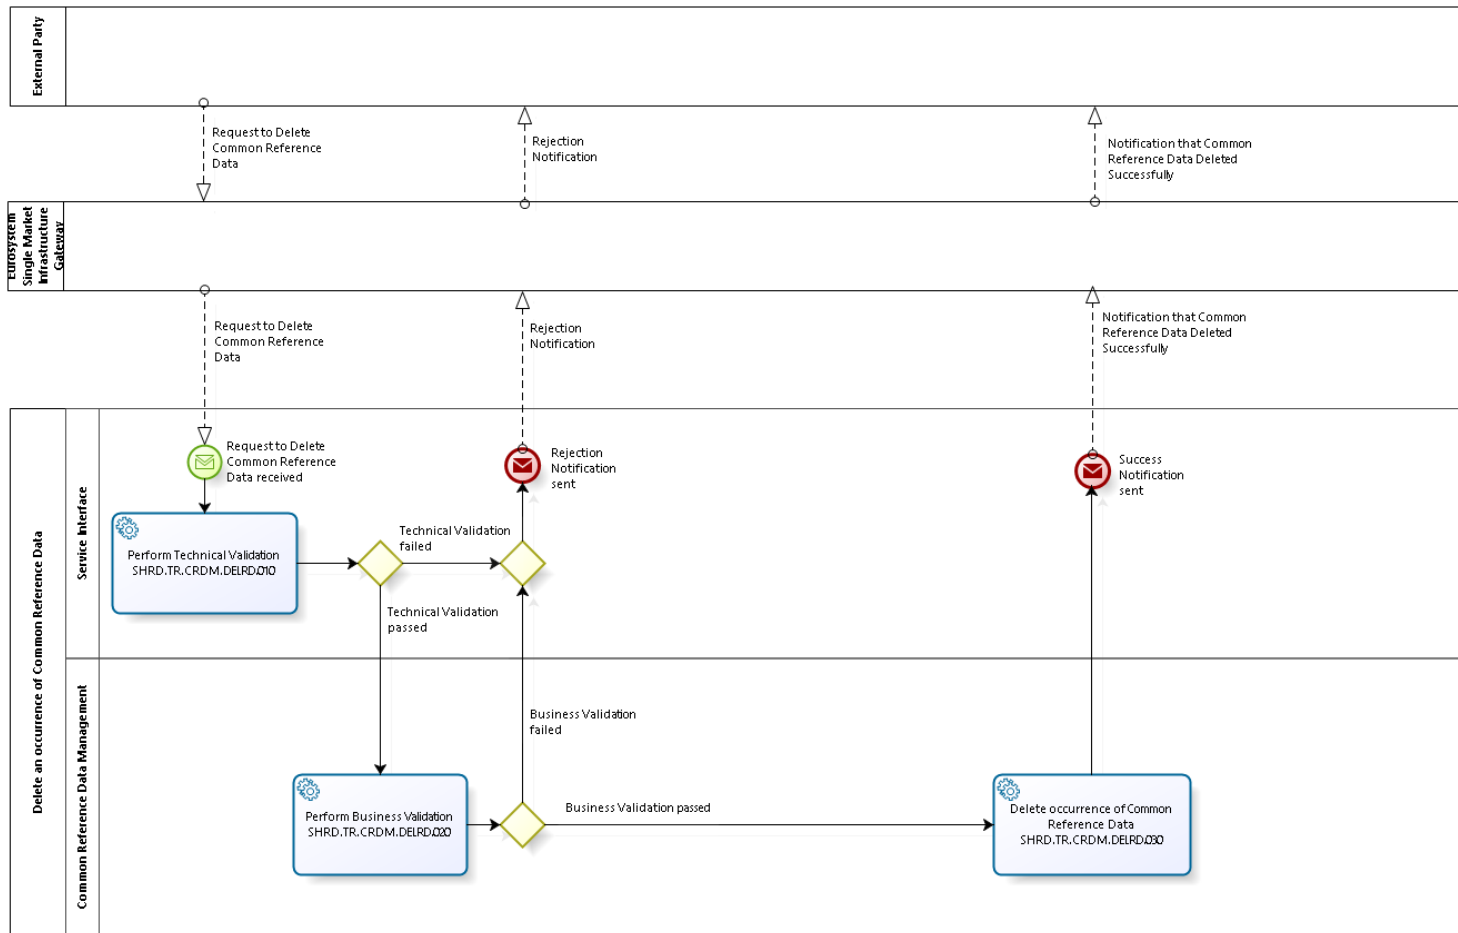 External Party
Request to Delete
Common Reference
Data
Rejection
Notification
Notification that Common
Reference Data Deleted
Successfully
Eurosystem
Single Market
Infrastructure
Gateway
Request to Delete
Common Reference
Data
Rejection
Notification
Notification that Common
Reference Data Deleted
Successfully
Delete an occurrence of Common Reference Data
Service Interface
Request to Delete
Common Reference
Data received
Rejection
Notification
sent
Success
Notification
sent
Perform Technical Validation
SHRD.TR.CRDM.DELRD.010
Technical Validation
failed
Technical Validation
passed
Common Reference Data Management
Business Validation
failed
Perform Business Validation
SHRD.TR.CRDM.DELRD.020
Business Validation passed
Delete occurrence of Common
Reference Data
SHRD.TR.CRDM.DELRD.030